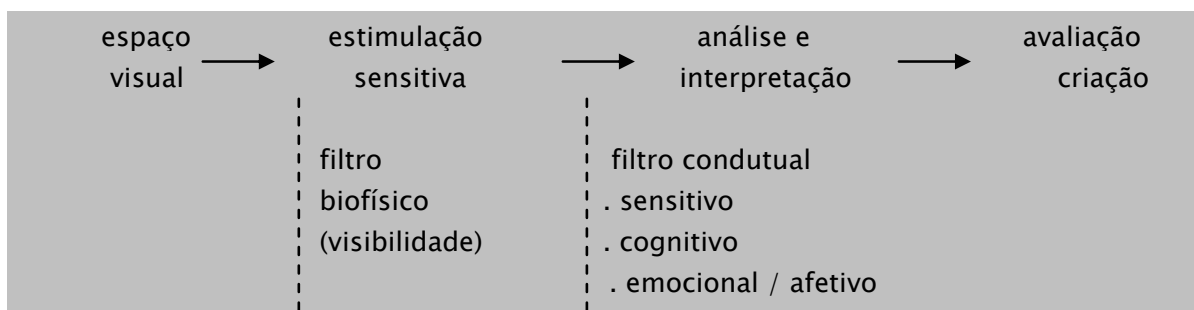 espaço visual
estimulação sensitiva
análise e interpretação
avaliação criação
filtro biofísico (visibilidade)
filtro condutual
. sensitivo
. cognitivo
. emocional / afetivo